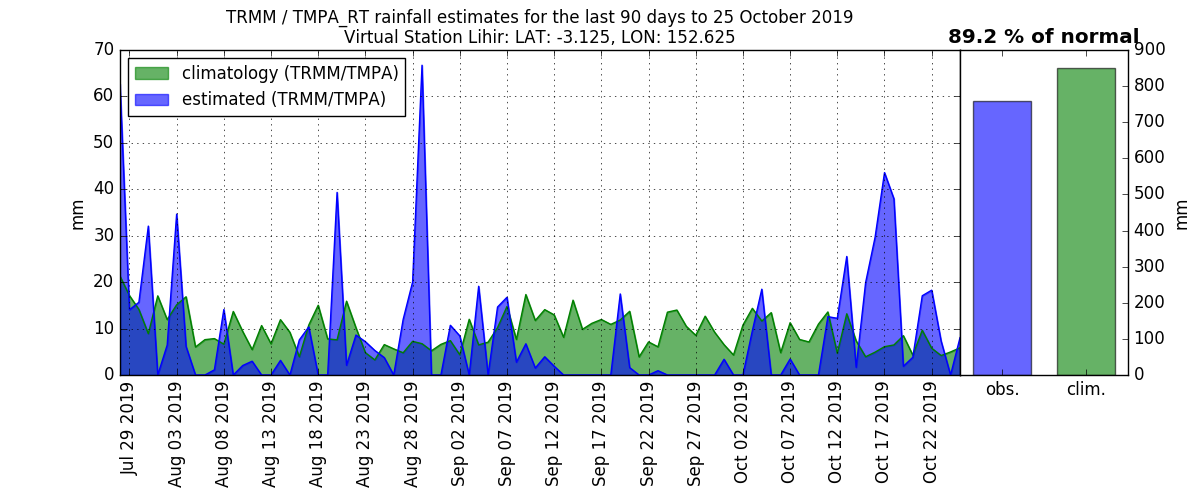 TRMM / TMPA_RT rainfall estimates for the last 90 days to 25 October 2019
Virtual Station Lihir: LAT: -3.125, LON: 152.625
89.2 % of normal
climatology (TRMM/TMPA)
estimated (TRMM/TMPA)
mm
70
60
50
40
30
20
10
0
Jul 29 2019
Aug 03 2019
Aug 08 2019
Aug 13 2019
Aug 18 2019
Aug 23 2019
Aug 28 2019
Sep 02 2019
Sep 07 2019
Sep 12 2019
Sep 17 2019
Sep 22 2019
Sep 27 2019
Oct 02 2019
Oct 07 2019
Oct 12 2019
Oct 17 2019
Oct 22 2019
900
800
700
600
500
400
300
200
100
0
mm
obs.
clim.